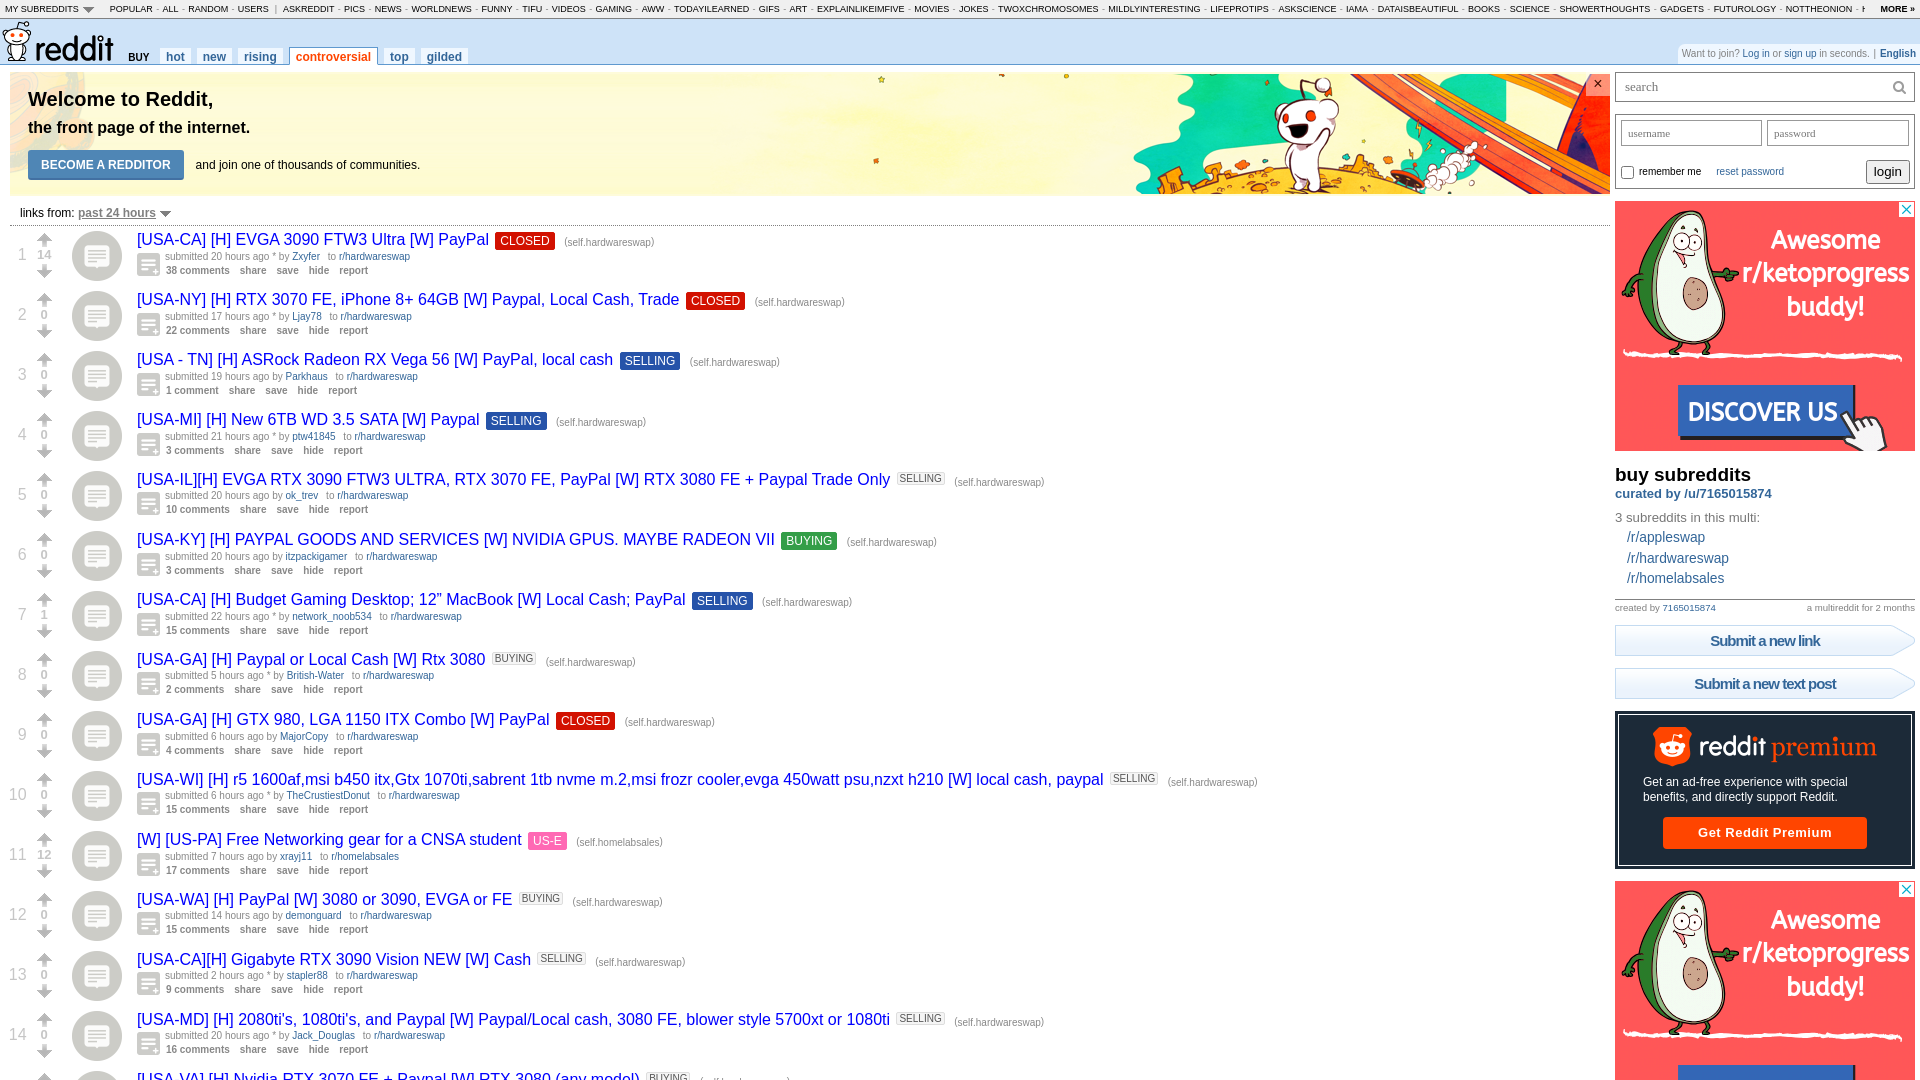 MY SUBREDDITS POPULAR - ALL - RANDOM - USERS | ASKREDDIT - PICS - NEWS - WORLDNEWS - FUNNY - TIFU - VIDEOS - GAMING - AWW - TODAYILEARNED - GIFS - ART - EXPLAINLIKEIMFIVE - MOVIES - JOKES - TWOXCHROMOSOMES - MILDLYINTERESTING - LIFEPROTIPS - ASKSCIENCE - IAMA - DATAISBEAUTIFUL - BOOKS - SCIENCE - SHOWERTHOUGHTS - GADGETS - FUTUROLOGY - NOTTHEONION - MORE »
reddit BUY hot new rising controversial top gilded
Want to join? Log in or sign up in seconds. | English
Welcome to Reddit,
the front page of the internet.
BECOME A REDDITOR and join one of thousands of communities.
×
links from: past 24 hours
1
14
[USA-CA] [H] EVGA 3090 FTW3 Ultra [W] PayPal CLOSED (self.hardwareswap)
submitted 20 hours ago * by Zxyfer to r/hardwareswap
38 comments share save hide report
2
0
[USA-NY] [H] RTX 3070 FE, iPhone 8+ 64GB [W] Paypal, Local Cash, Trade CLOSED (self.hardwareswap)
submitted 17 hours ago * by Ljay78 to r/hardwareswap
22 comments share save hide report
3
0
[USA - TN] [H] ASRock Radeon RX Vega 56 [W] PayPal, local cash SELLING (self.hardwareswap)
submitted 19 hours ago by Parkhaus to r/hardwareswap
1 comment share save hide report
4
0
[USA-MI] [H] New 6TB WD 3.5 SATA [W] Paypal SELLING (self.hardwareswap)
submitted 21 hours ago * by ptw41845 to r/hardwareswap
3 comments share save hide report
5
0
[USA-IL][H] EVGA RTX 3090 FTW3 ULTRA, RTX 3070 FE, PayPal [W] RTX 3080 FE + Paypal Trade Only SELLING (self.hardwareswap)
submitted 20 hours ago by ok_trev to r/hardwareswap
10 comments share save hide report
6
0
[USA-KY] [H] PAYPAL GOODS AND SERVICES [W] NVIDIA GPUS. MAYBE RADEON VII BUYING (self.hardwareswap)
submitted 20 hours ago by itzpackigamer to r/hardwareswap
3 comments share save hide report
7
1
[USA-CA] [H] Budget Gaming Desktop; 12” MacBook [W] Local Cash; PayPal SELLING (self.hardwareswap)
submitted 22 hours ago * by network_noob534 to r/hardwareswap
15 comments share save hide report
8
0
[USA-GA] [H] Paypal or Local Cash [W] Rtx 3080 BUYING (self.hardwareswap)
submitted 5 hours ago * by British-Water to r/hardwareswap
2 comments share save hide report
9
0
[USA-GA] [H] GTX 980, LGA 1150 ITX Combo [W] PayPal CLOSED (self.hardwareswap)
submitted 6 hours ago by MajorCopy to r/hardwareswap
4 comments share save hide report
10
0
[USA-WI] [H] r5 1600af,msi b450 itx,Gtx 1070ti,sabrent 1tb nvme m.2,msi frozr cooler,evga 450watt psu,nzxt h210 [W] local cash, paypal SELLING (self.hardwareswap)
submitted 6 hours ago * by TheCrustiestDonut to r/hardwareswap
15 comments share save hide report
11
12
[W] [US-PA] Free Networking gear for a CNSA student US-E (self.homelabsales)
submitted 7 hours ago by xrayj11 to r/homelabsales
17 comments share save hide report
12
0
[USA-WA] [H] PayPal [W] 3080 or 3090, EVGA or FE BUYING (self.hardwareswap)
submitted 14 hours ago by demonguard to r/hardwareswap
15 comments share save hide report
13
0
[USA-CA][H] Gigabyte RTX 3090 Vision NEW [W] Cash SELLING (self.hardwareswap)
submitted 2 hours ago * by stapler88 to r/hardwareswap
9 comments share save hide report
14
0
[USA-MD] [H] 2080ti's, 1080ti's, and Paypal [W] Paypal/Local cash, 3080 FE, blower style 5700xt or 1080ti SELLING (self.hardwareswap)
submitted 20 hours ago * by Jack_Douglas to r/hardwareswap
16 comments share save hide report
[USA-VA] [H] Nvidia RTX 3070 FE + Paypal [W] RTX 3080 (any model) BUYING
search
username password
remember me reset password login
Awesome
r/ketoprogress
buddy!
DISCOVER US
buy subreddits
curated by /u/7165015874
3 subreddits in this multi:
/r/appleswap
/r/hardwareswap
/r/homelabsales
created by 7165015874 a multireddit for 2 months
Submit a new link
Submit a new text post
reddit premium
Get an ad-free experience with special
benefits, and directly support Reddit.
Get Reddit Premium
Awesome
r/ketoprogress
buddy!